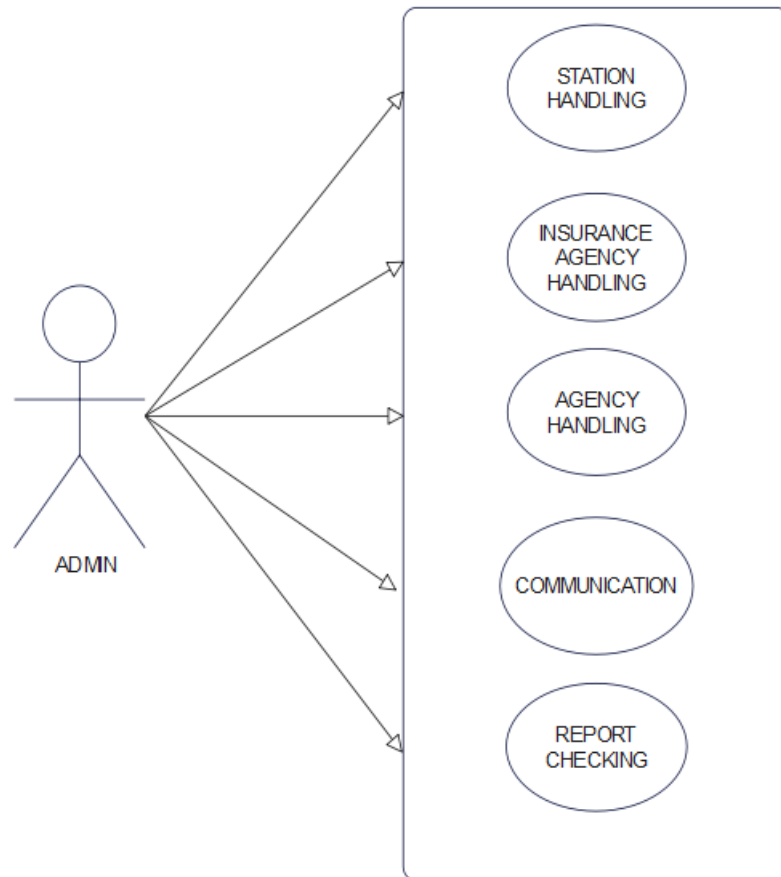 STATION
HANDLING
INSURANCE
AGENCY
HANDLING
AGENCY
HANDLING
ADMIN
COMMUNICATION
REPORT
CHECKING